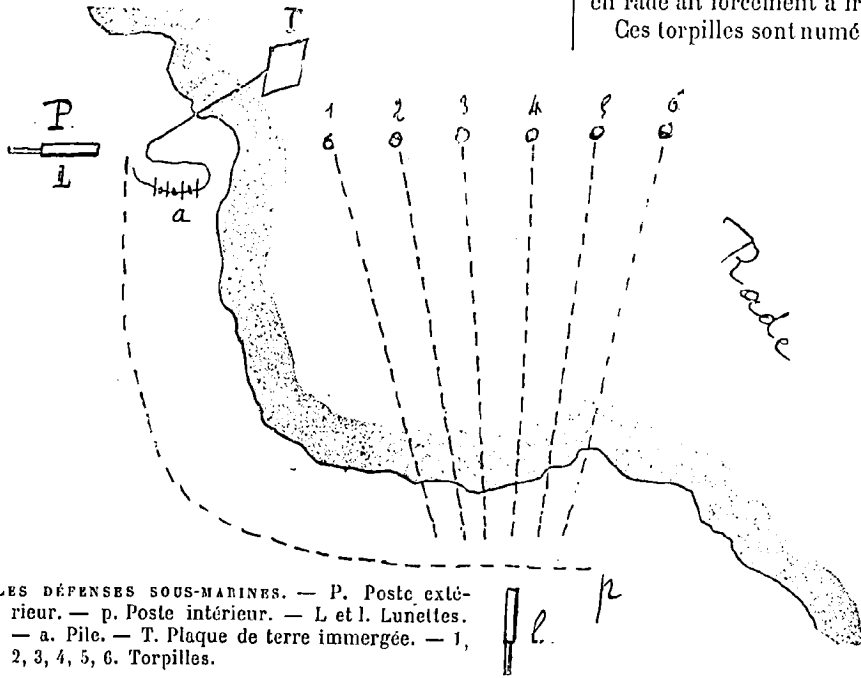 en rade ait forcément à fr
Ces torpilles sont numé
T
1 2 3 4 5 6
P
L
a
Rade
p
l.
LES DÉFENSES SOUS-MARINES. — P. Poste exté-
rieur. — p. Poste intérieur. — L et l. Lunettes.
— a. Pile. — T. Plaque de terre immergée. — 1,
2, 3, 4, 5, 6. Torpilles.